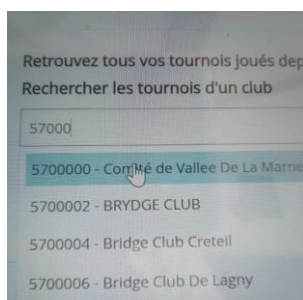 Retrouvez tous vos tournois joués dep
Rechercher les tournois d'un club
57000
5700000 - Comité de Vallee De La Marne
5700002 - BRYDGE CLUB
5700004 - Bridge Club Creteil
5700006 - Bridge Club De Lagny